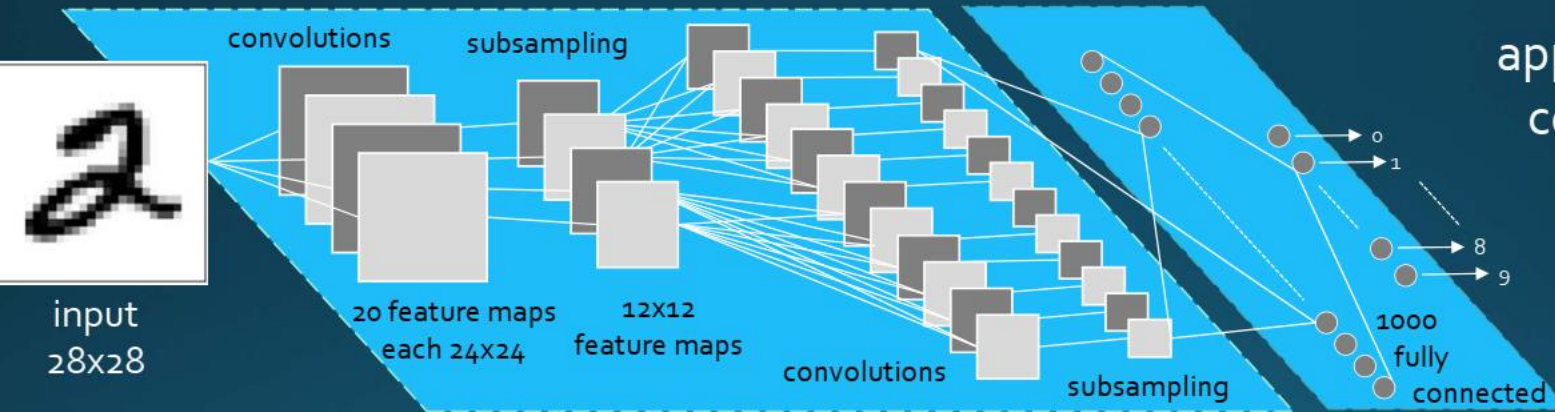 convolutions
subsampling
input
28x28
20 feature maps
each 24x24
12x12
feature maps
convolutions
subsampling
0
1
8
9
1000
fully
connected